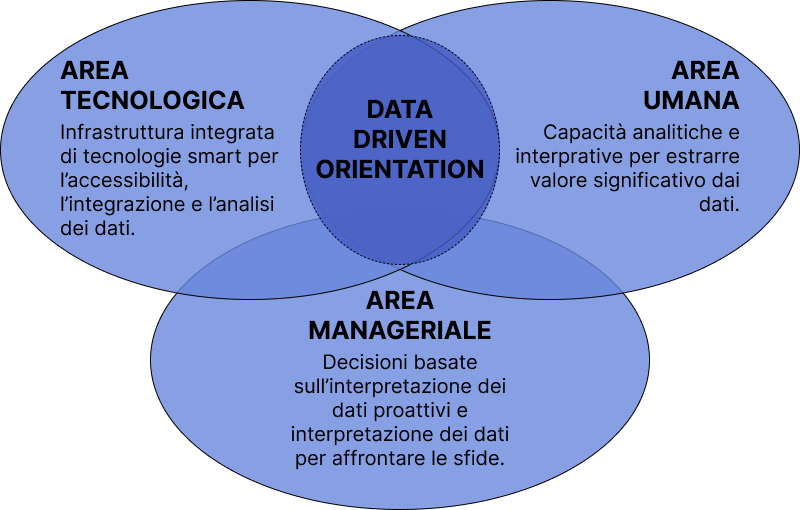 AREA
TECNOLOGICA
Infrastruttura integrata
di tecnologie smart per
l’accessibilità,
l’integrazione e l’analisi
dei dati.
DATA
DRIVEN
ORIENTATION
AREA
UMANA
Capacità analitiche e
interprative per estrarre
valore significativo dai
dati.
AREA
MANAGERIALE
Decisioni basate
sull’interpretazione dei
dati proattivi e
interpretazione dei dati
per affrontare le sfide.